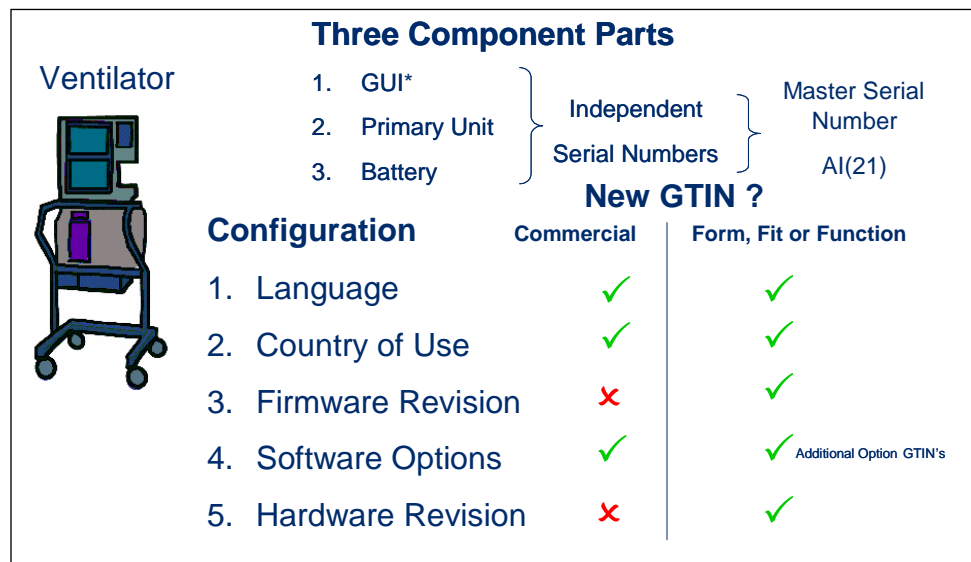 Three Component Parts
Ventilator
1. GUI*
2. Primary Unit
3. Battery
Independent
Serial Numbers
Master Serial
Number
AI(21)
New GTIN ?
Configuration Commercial Form, Fit or Function
1. Language ✓ ✓
2. Country of Use ✓ ✓
3. Firmware Revision ✗ ✓
4. Software Options ✓ ✓ Additional Option GTIN's
5. Hardware Revision ✗ ✓